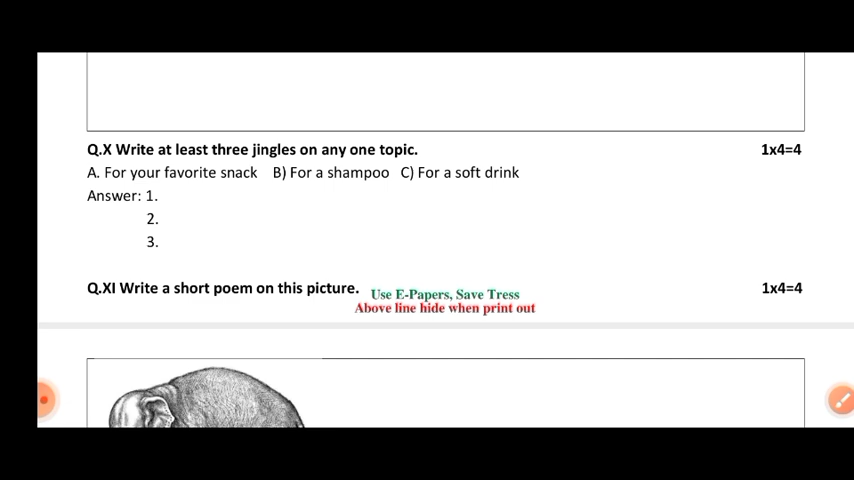 Q.X Write at least three jingles on any one topic. 1x4=4
A. For your favorite snack B) For a shampoo C) For a soft drink
Answer: 1.
2.
3.
Q.XI Write a short poem on this picture. 1x4=4
Use E-Papers, Save Tress
Above line hide when print out